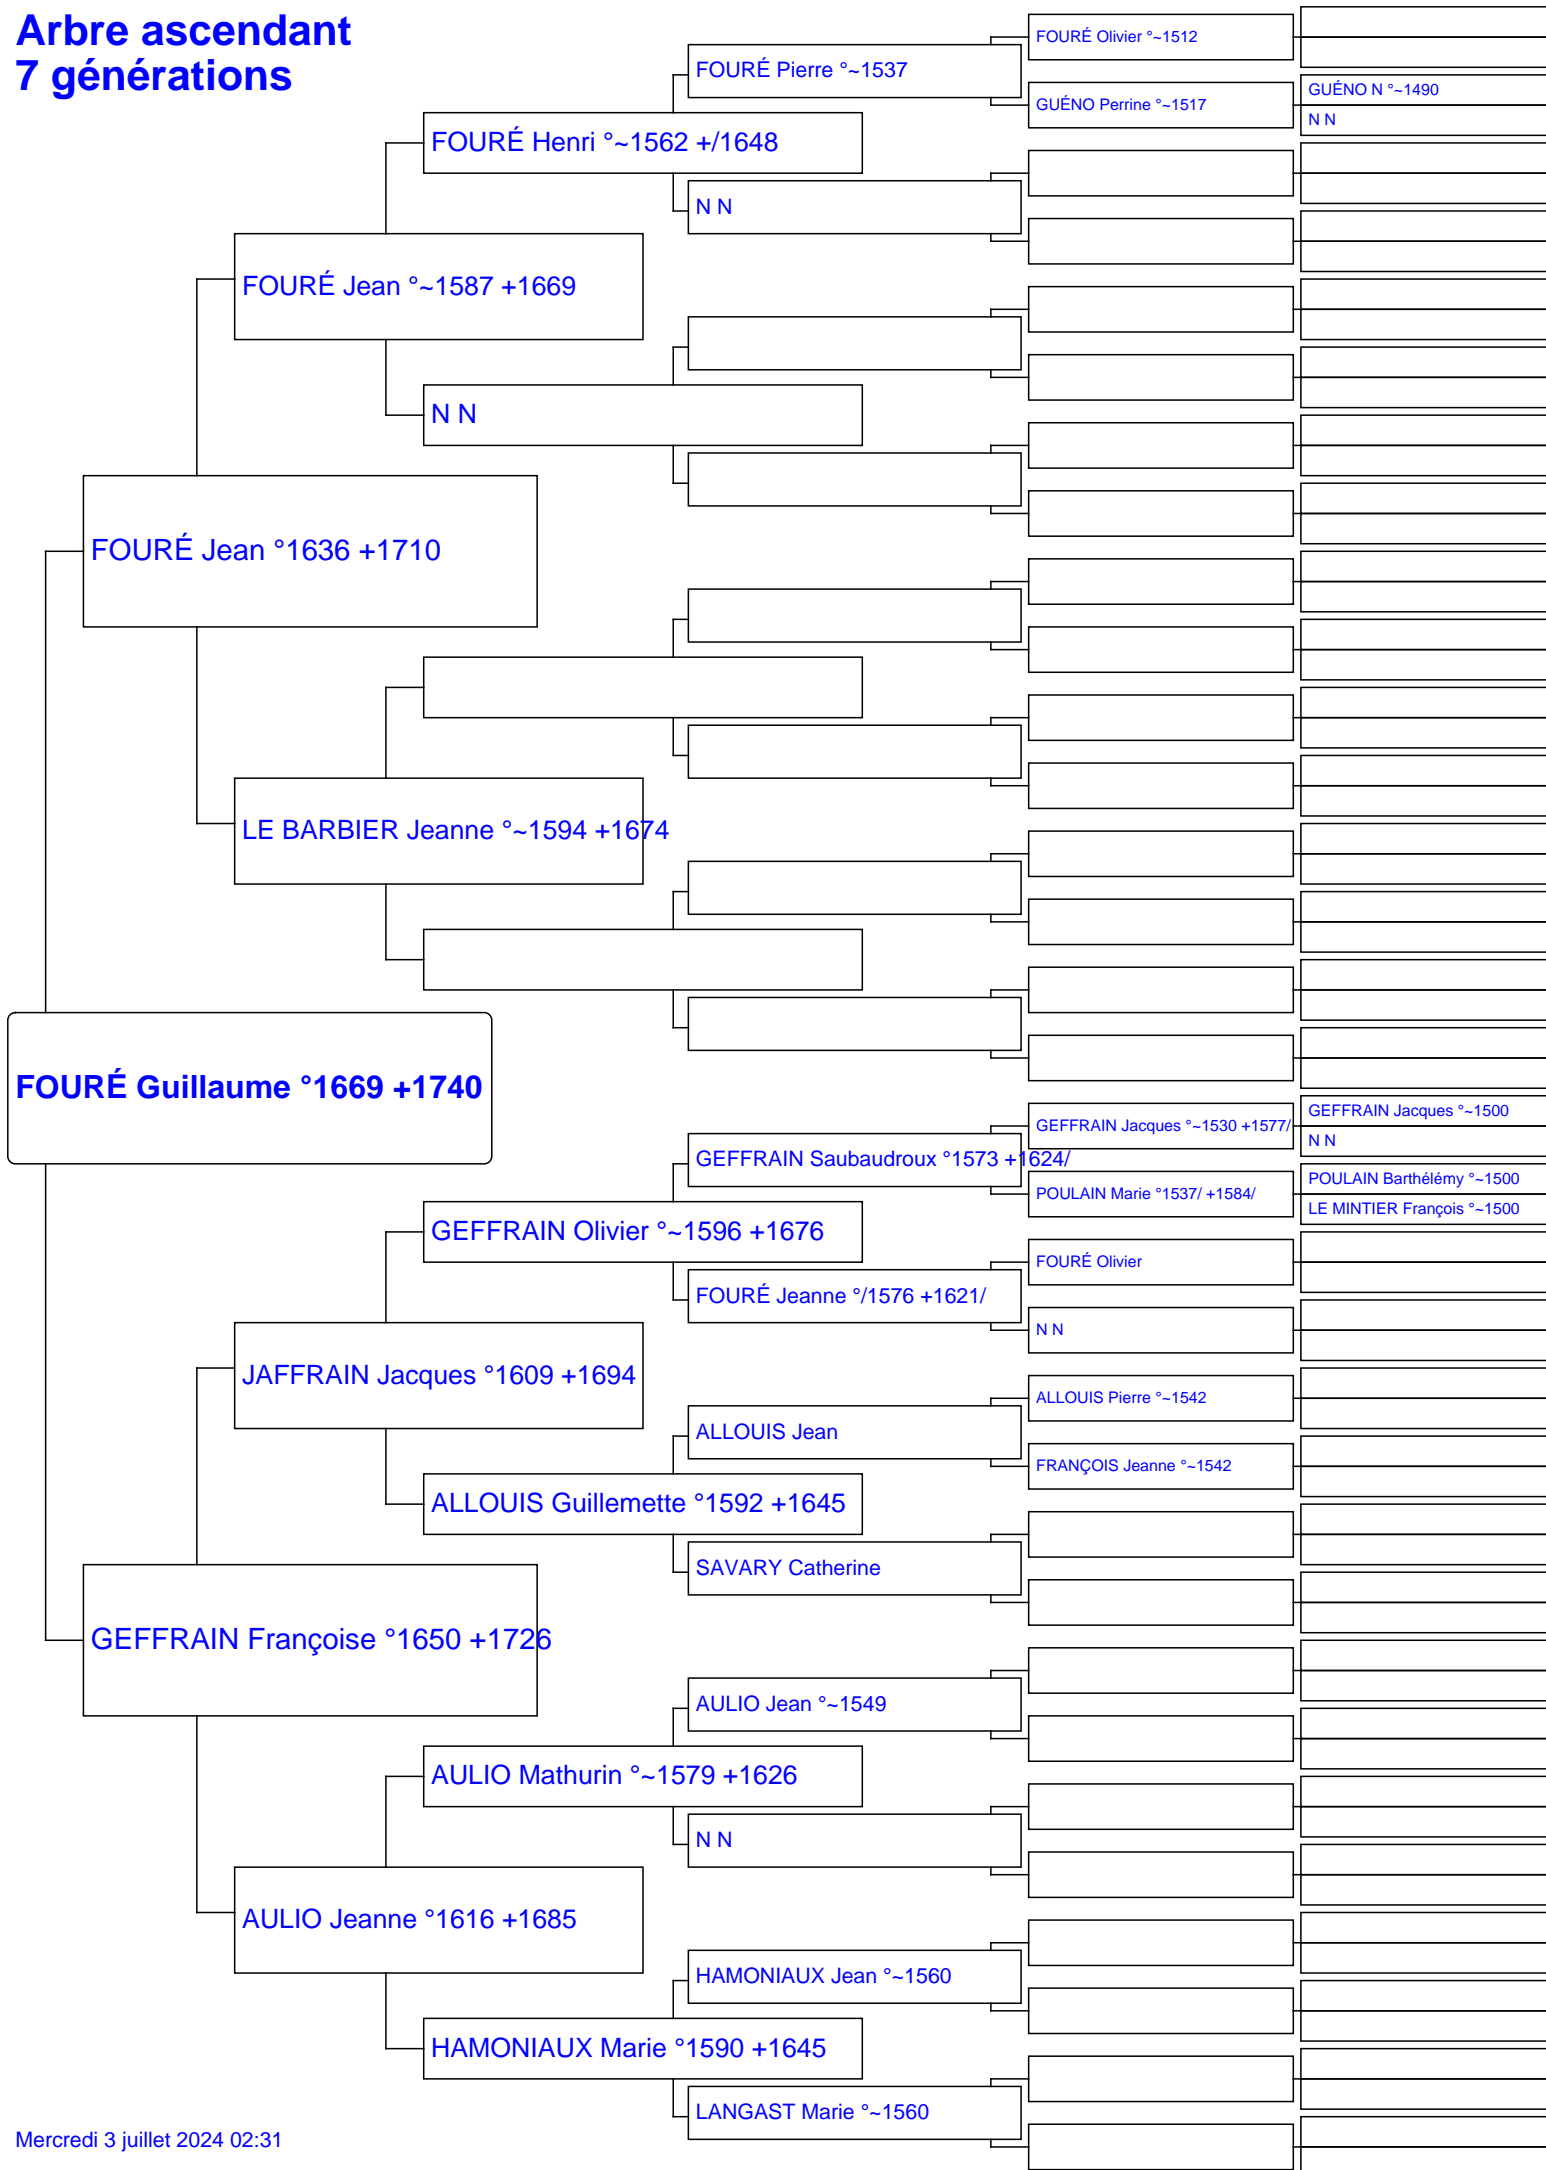 Arbre ascendant
7 générations
FOURÉ Guillaume °1669 +1740
FOURÉ Jean °1636 +1710
GEFFRAIN Françoise °1650 +1726
FOURÉ Jean °~1587 +1669
LE BARBIER Jeanne °~1594 +1674
JAFFRAIN Jacques °1609 +1694
AULIO Jeanne °1616 +1685
FOURÉ Henri °~1562 +/1648
N N
GEFFRAIN Olivier °~1596 +1676
ALLOUIS Guillemette °1592 +1645
AULIO Mathurin °~1579 +1626
HAMONIAUX Marie °1590 +1645
FOURÉ Pierre °~1537
N N
GEFFRAIN Saubaudroux °1573 +1624/
FOURÉ Jeanne °/1576 +1621/
ALLOUIS Jean
SAVARY Catherine
AULIO Jean °~1549
N N
HAMONIAUX Jean °~1560
LANGAST Marie °~1560
FOURÉ Olivier °~1512
GUÉNO Perrine °~1517
GEFFRAIN Jacques °~1530 +1577/
POULAIN Marie °1537/ +1584/
FOURÉ Olivier
N N
ALLOUIS Pierre °~1542
FRANÇOIS Jeanne °~1542
GUÉNO N °~1490
N N
GEFFRAIN Jacques °~1500
N N
POULAIN Barthélémy °~1500
LE MINTIER François °~1500
Mercredi 3 juillet 2024 02:31